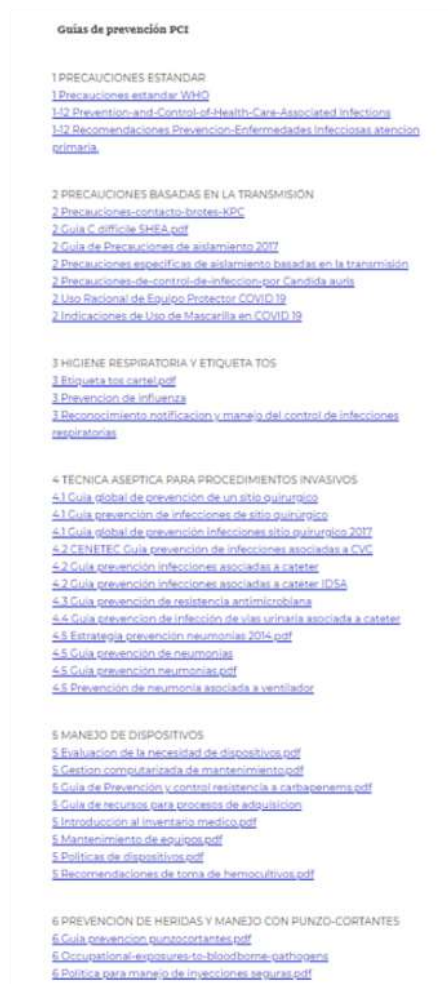 Guías de prevención PCI
1 PRECAUCIONES ESTÁNDAR
1 Precauciones estandar WHO
1-12 Prevention-and-Control-of-Health-Care-Associated Infections
1-12 Recomendaciones Prevencion-Enfermedades Infecciosas atencion
primaria.
2 PRECAUCIONES BASADAS EN LA TRANSMISIÓN
2 Precauciones-contacto-brotes-KPC
2 Guia C difficile SHEA.pdf
2 Guía de Precauciones de aislamiento 2017
2 Precauciones especificas de aislamiento basadas en la transmisión
2 Precauciones-de-control-de-infeccion-por Candida auris
2 Uso Racional de Equipo Protector COVID 19
2 Indicaciones de Uso de Mascarilla en COVID 19
3 HIGIENE RESPIRATORIA Y ETIQUETA TOS
3 Etiqueta tos cartel.pdf
3 Prevencion de influenza
3 Reconocimiento notificacion y manejo del control de infecciones
respiratorias
4 TÉCNICA ASEPTICA PARA PROCEDIMIENTOS INVASIVOS
4.1 Guia global de prevención de un sitio quirurgico
4.1 Guia prevención de infecciones de sitio quirúrgico
4.1 Guia global de prevención infecciones sitio quirurgico 2017
4.2 CENETEC Guia prevención de infecciones asociadas a CVC
4.2 Guia prevención infecciones asociadas a cateter
4.2 Guia prevención infecciones asociadas a catéter IDSA
4.3 Guia prevención de resistencia antimicrobiana
4.4 Guia prevencion de infección de vias urinaria asociada a cateter
4.5 Estrategia prevención neumonias 2014.pdf
4.5 Guia prevención de neumonias
4.5 Guia prevención neumonias.pdf
4.5 Prevención de neumonia asociada a ventilador
5 MANEJO DE DISPOSITIVOS
5 Evaluacion de la necesidad de dispositivos.pdf
5 Gestion computarizada de mantenimiento.pdf
5 Guia de Prevención y control resistencia a carbapenems.pdf
5 Guia de recursos para procesos de adquisicion
5 Introducción al inventario medico.pdf
5 Mantenimiento de equipos.pdf
5 Politicas de dispositivos.pdf
5 Recomendaciones de toma de hemocultivos.pdf
6 PREVENCIÓN DE HERIDAS Y MANEJO CON PUNZO-CORTANTES
6 Guia prevencion punzocortantes.pdf
6 Occupational-exposures-to-bloodborne-pathogens
6 Politica para manejo de inyecciones seguras.pdf